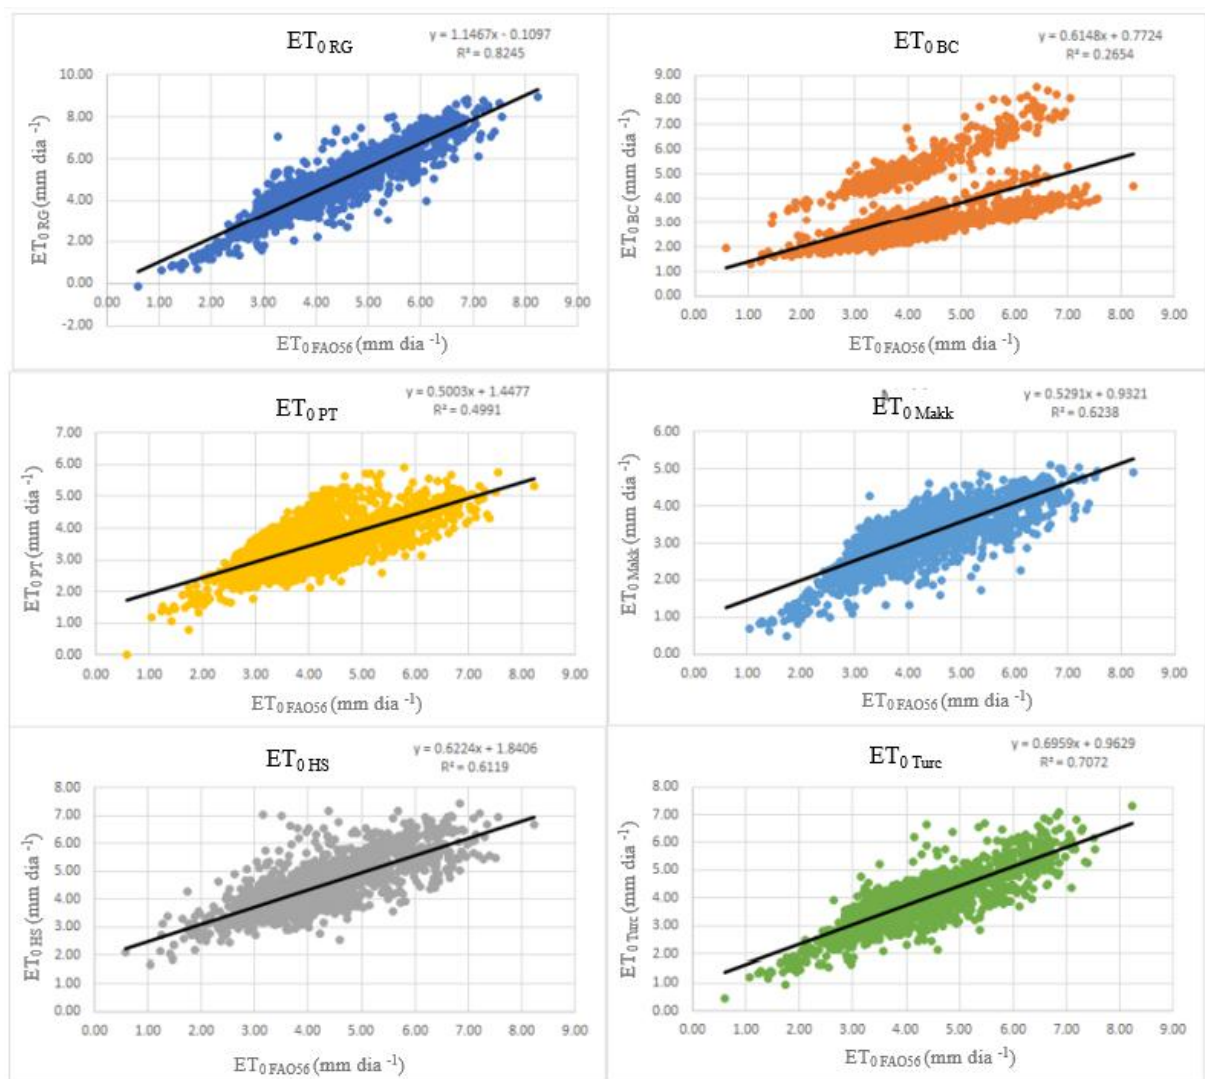 ET0 RG
y = 1.1467x - 0.1097
R² = 0.8245
10.00
8.00
6.00
4.00
2.00
0.00
-2.00
0.00 1.00 2.00 3.00 4.00 5.00 6.00 7.00 8.00 9.00
ET0 RG (mm dia -1)
ET0 FAO56 (mm dia -1)
ET0 BC
y = 0.6148x + 0.7724
R² = 0.2654
9.00
8.00
7.00
6.00
5.00
4.00
3.00
2.00
1.00
0.00
0.00 1.00 2.00 3.00 4.00 5.00 6.00 7.00 8.00 9.00
ET0 BC (mm dia -1)
ET0 FAO56 (mm dia -1)
ET0 PT
y = 0.5003x + 1.4477
R² = 0.4991
7.00
6.00
5.00
4.00
3.00
2.00
1.00
0.00
0.00 1.00 2.00 3.00 4.00 5.00 6.00 7.00 8.00 9.00
ET0 PT (mm dia -1)
ET0 FAO56 (mm dia -1)
ET0 Makk
y = 0.5291x + 0.9321
R² = 0.6238
6.00
5.00
4.00
3.00
2.00
1.00
0.00
0.00 1.00 2.00 3.00 4.00 5.00 6.00 7.00 8.00 9.00
ET0 Makk (mm dia -1)
ET0 FAO56 (mm dia -1)
ET0 HS
y = 0.6224x + 1.8406
R² = 0.6119
8.00
7.00
6.00
5.00
4.00
3.00
2.00
1.00
0.00
0.00 1.00 2.00 3.00 4.00 5.00 6.00 7.00 8.00 9.00
ET0 HS (mm dia -1)
ET0 FAO56 (mm dia -1)
ET0 Turc
y = 0.6959x + 0.9629
R² = 0.7072
8.00
7.00
6.00
5.00
4.00
3.00
2.00
1.00
0.00
0.00 1.00 2.00 3.00 4.00 5.00 6.00 7.00 8.00 9.00
ET0 Turc (mm dia -1)
ET0 FAO56 (mm dia -1)